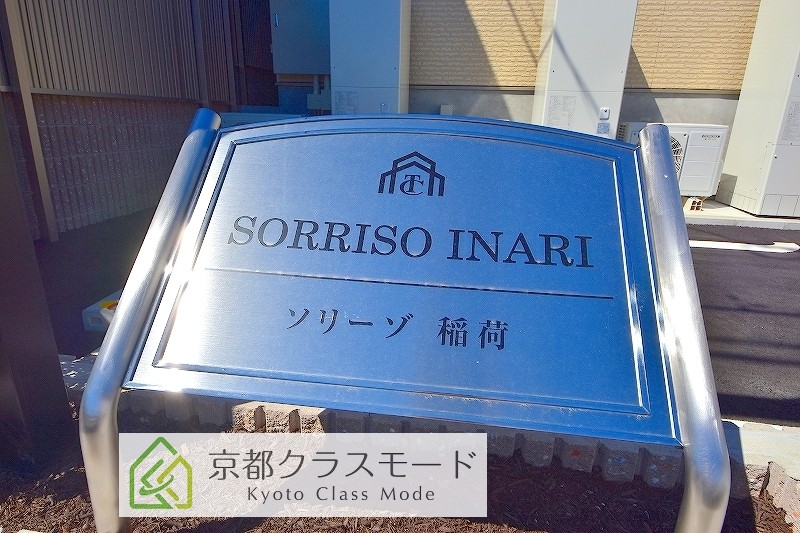 TC
SORRISO INARI
ソリーゾ 稲荷
京都クラスモード
Kyoto Class Mode